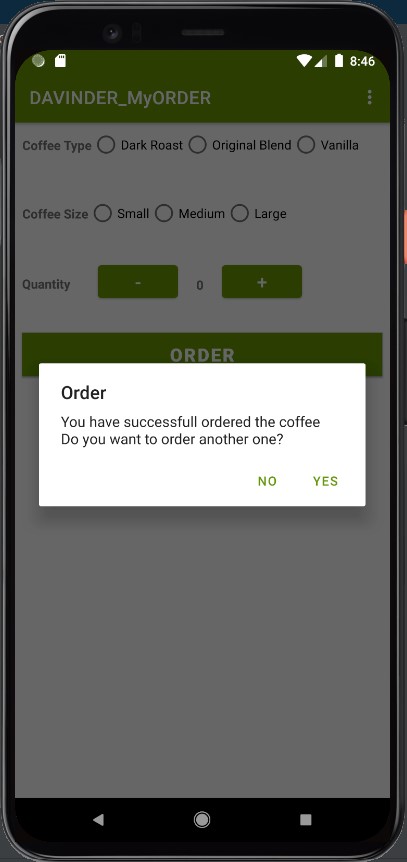 8:46
DAVINDER_MyORDER
Coffee Type Dark Roast Original Blend Vanilla
Coffee Size Small Medium Large
Quantity - 0 +
ORDER
Order
You have successfull ordered the coffee
Do you want to order another one?
NO YES